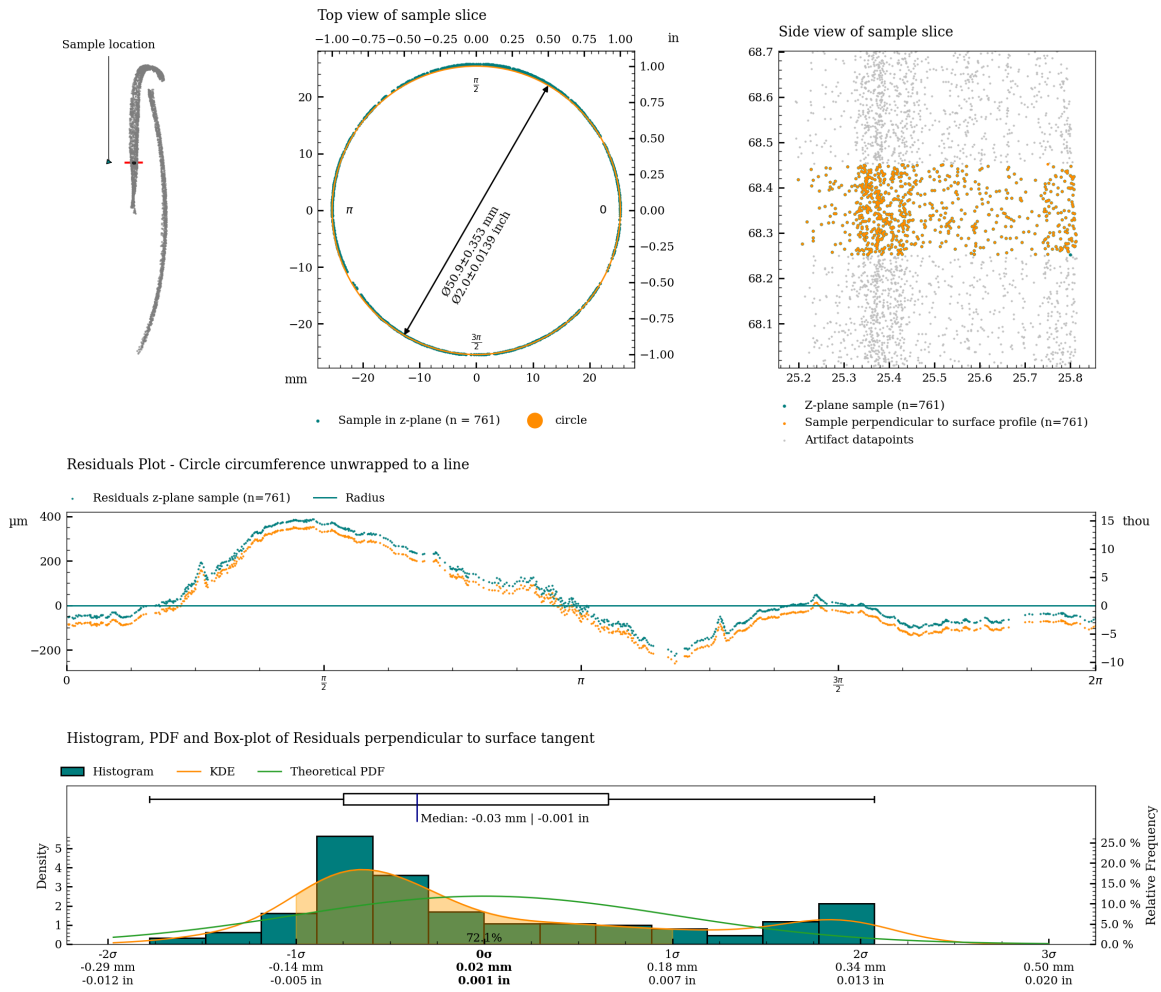 Sample location
Top view of sample slice
−1.00 −0.75 −0.50 −0.25 0.00 0.25 0.50 0.75 1.00 in
20
10
0
−10
−20
mm
−20 −10 0 10 20
1.00
0.75
0.50
0.25
0.00
−0.25
−0.50
−0.75
−1.00
π/2
π
0
3π/2
Ø50.9±0.353 mm
Ø2.0±0.0139 inch
Sample in z-plane (n = 761) circle
Side view of sample slice
68.7
68.6
68.5
68.4
68.3
68.2
68.1
25.2 25.3 25.4 25.5 25.6 25.7 25.8
Z-plane sample (n=761)
Sample perpendicular to surface profile (n=761)
Artifact datapoints
Residuals Plot - Circle circumference unwrapped to a line
Residuals z-plane sample (n=761) Radius
µm
400
200
0
−200
15 thou
10
5
0
−5
−10
0 π/2 π 3π/2 2π
Histogram, PDF and Box-plot of Residuals perpendicular to surface tangent
Histogram KDE Theoretical PDF
Median: -0.03 mm | -0.001 in
Density
5
4
3
2
1
0
Relative Frequency
25.0 %
20.0 %
15.0 %
10.0 %
5.0 %
0.0 %
72.1%
-2σ -1σ 0σ 1σ 2σ 3σ
-0.29 mm -0.14 mm 0.02 mm 0.18 mm 0.34 mm 0.50 mm
-0.012 in -0.005 in 0.001 in 0.007 in 0.013 in 0.020 in